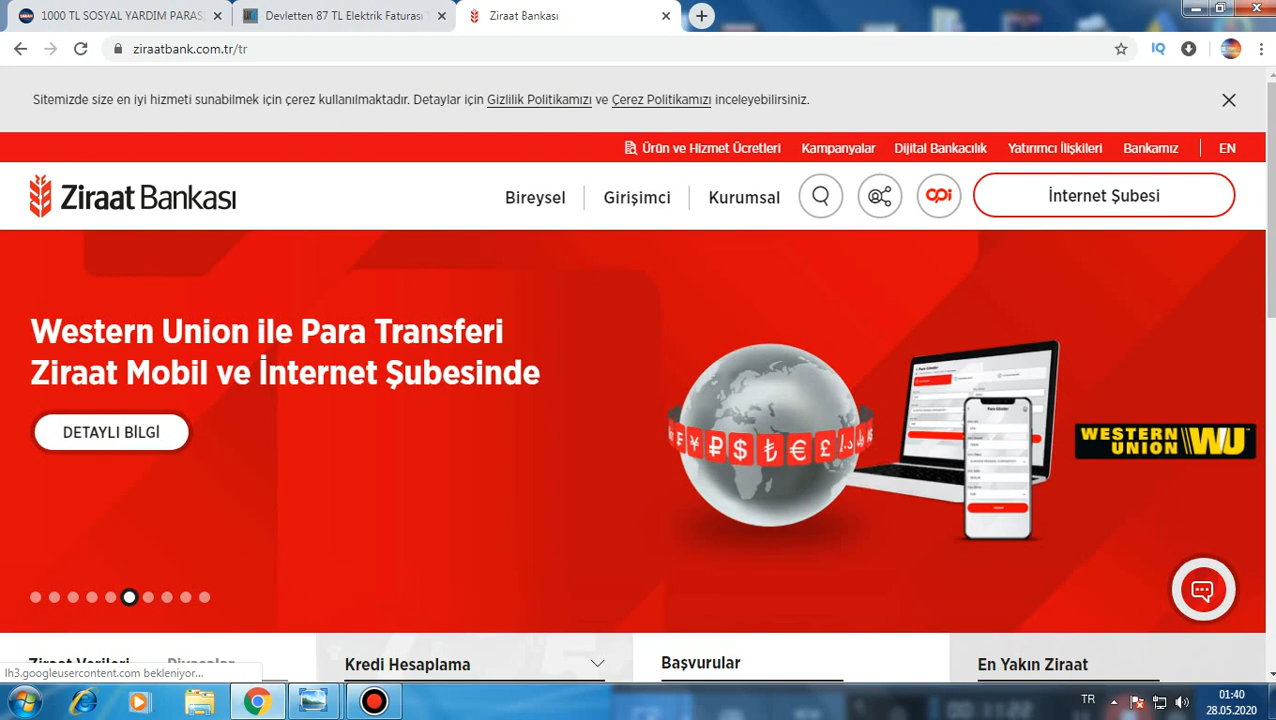 1000 TL SOSYAL YARDIM PARAS
Devletten 87 TL Elektrik Faturası
Ziraat Bankası
ziraatbank.com.tr/tr
IQ
Sitemizde size en iyi hizmeti sunabilmek için çerez kullanılmaktadır. Detaylar için Gizlilik Politikamızı ve Çerez Politikamızı inceleyebilirsiniz.
Ürün ve Hizmet Ücretleri Kampanyalar Dijital Bankacılık Yatırımcı İlişkileri Bankamız EN
Ziraat Bankası
Bireysel Girişimci Kurumsal opi İnternet Şubesi
Western Union ile Para Transferi
Ziraat Mobil ve İnternet Şubesinde
DETAYLI BİLGİ
WESTERN UNION WU
Ziraat Verileri Piyasalar
Kredi Hesaplama
Başvurular
En Yakın Ziraat
lh3.googleusercontent.com bekleniyor...
TR
01:40
28.05.2020